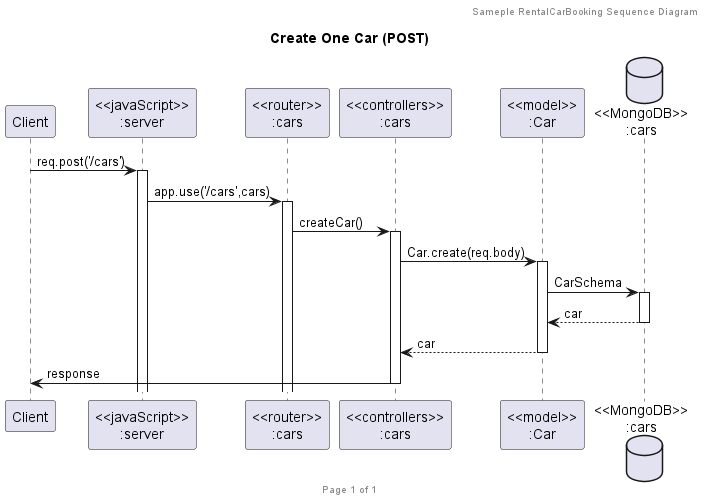 Sameple RentalCarBooking Sequence Diagram
Create One Car (POST)
Client
<<javaScript>>
:server
<<router>>
:cars
<<controllers>>
:cars
<<model>>
:Car
<<MongoDB>>
:cars
req.post('/cars')
app.use('/cars',cars)
createCar()
Car.create(req.body)
CarSchema
car
car
response
Client
<<javaScript>>
:server
<<router>>
:cars
<<controllers>>
:cars
<<model>>
:Car
<<MongoDB>>
:cars
Page 1 of 1